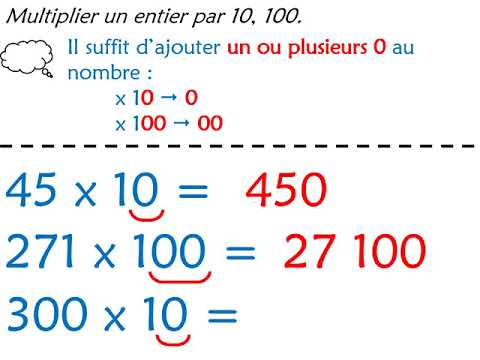 Multiplier un entier par 10, 100.
Il suffit d'ajouter un ou plusieurs 0 au
nombre :
x 10 → 0
x 100 → 00
45 x 10 = 450
271 x 100 = 27 100
300 x 10 =